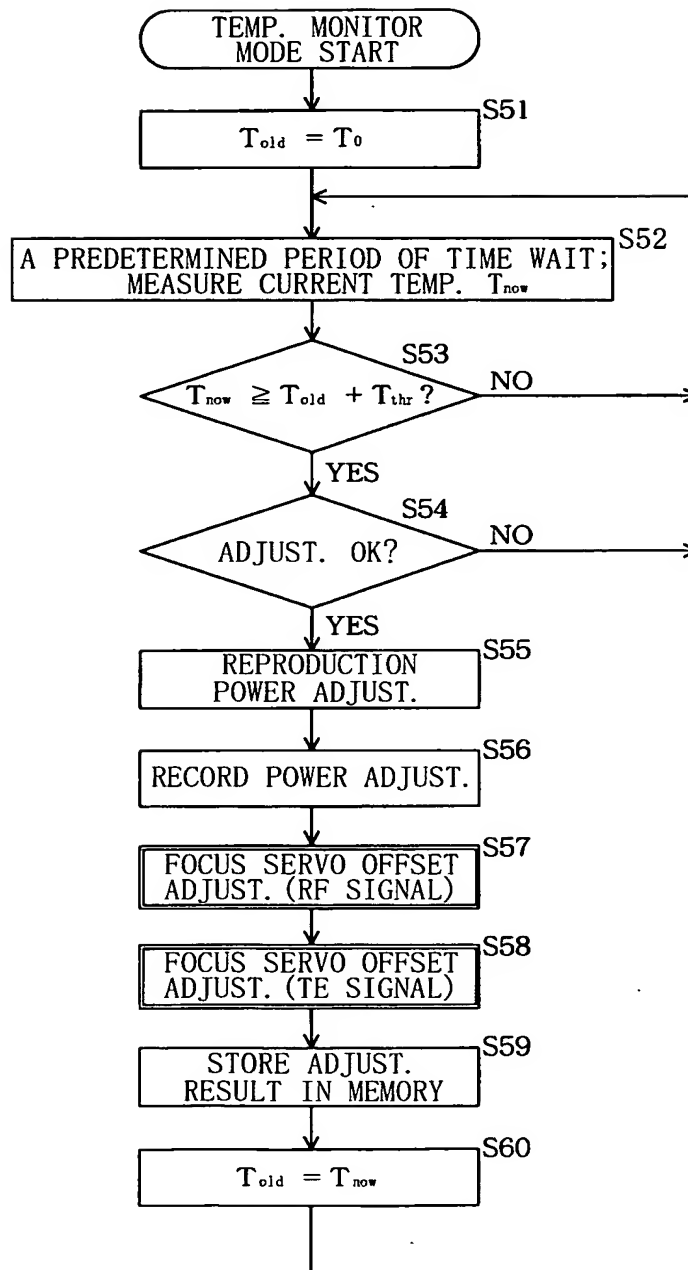 TEMP. MONITOR
MODE START
S51
Told = T0
S52
A PREDETERMINED PERIOD OF TIME WAIT;
MEASURE CURRENT TEMP. Tnow
S53
Tnow ≧ Told + Tthr ?
NO
YES
S54
ADJUST. OK?
NO
YES
S55
REPRODUCTION
POWER ADJUST.
S56
RECORD POWER ADJUST.
S57
FOCUS SERVO OFFSET
ADJUST. (RF SIGNAL)
S58
FOCUS SERVO OFFSET
ADJUST. (TE SIGNAL)
S59
STORE ADJUST.
RESULT IN MEMORY
S60
Told = Tnow